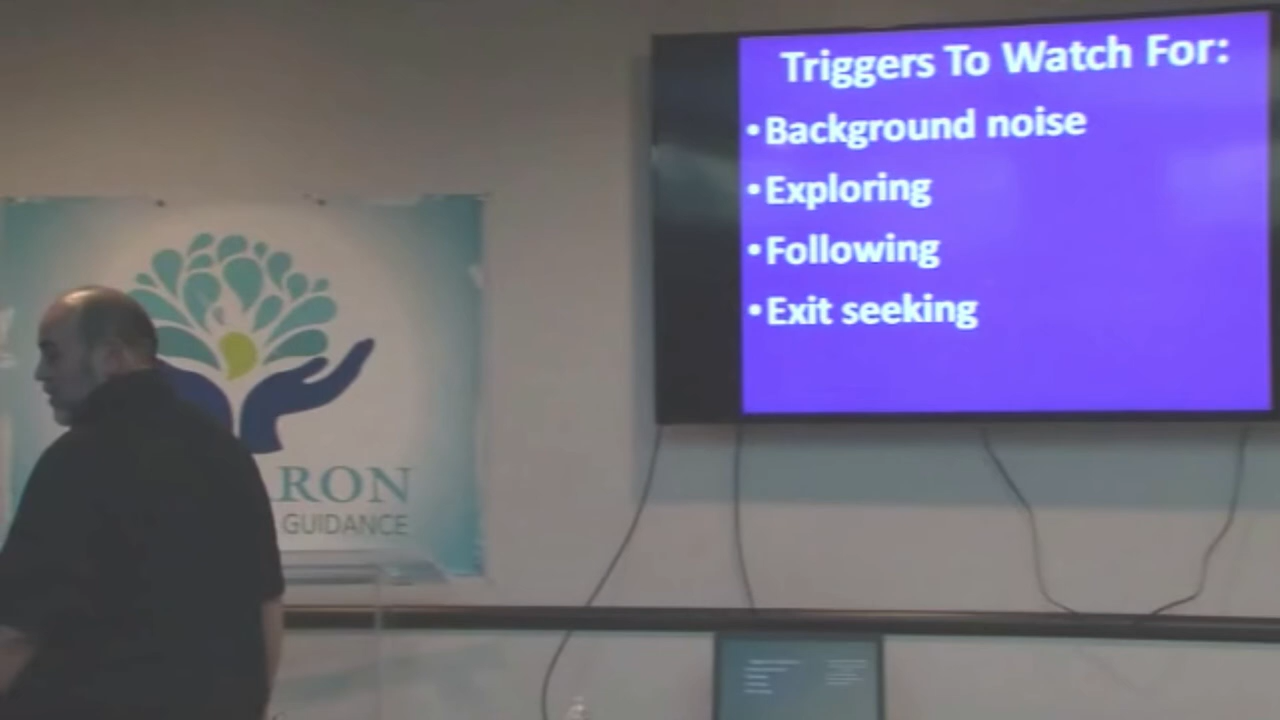 Triggers To Watch For:
• Background noise
• Exploring
• Following
• Exit seeking
RON
GUIDANCE